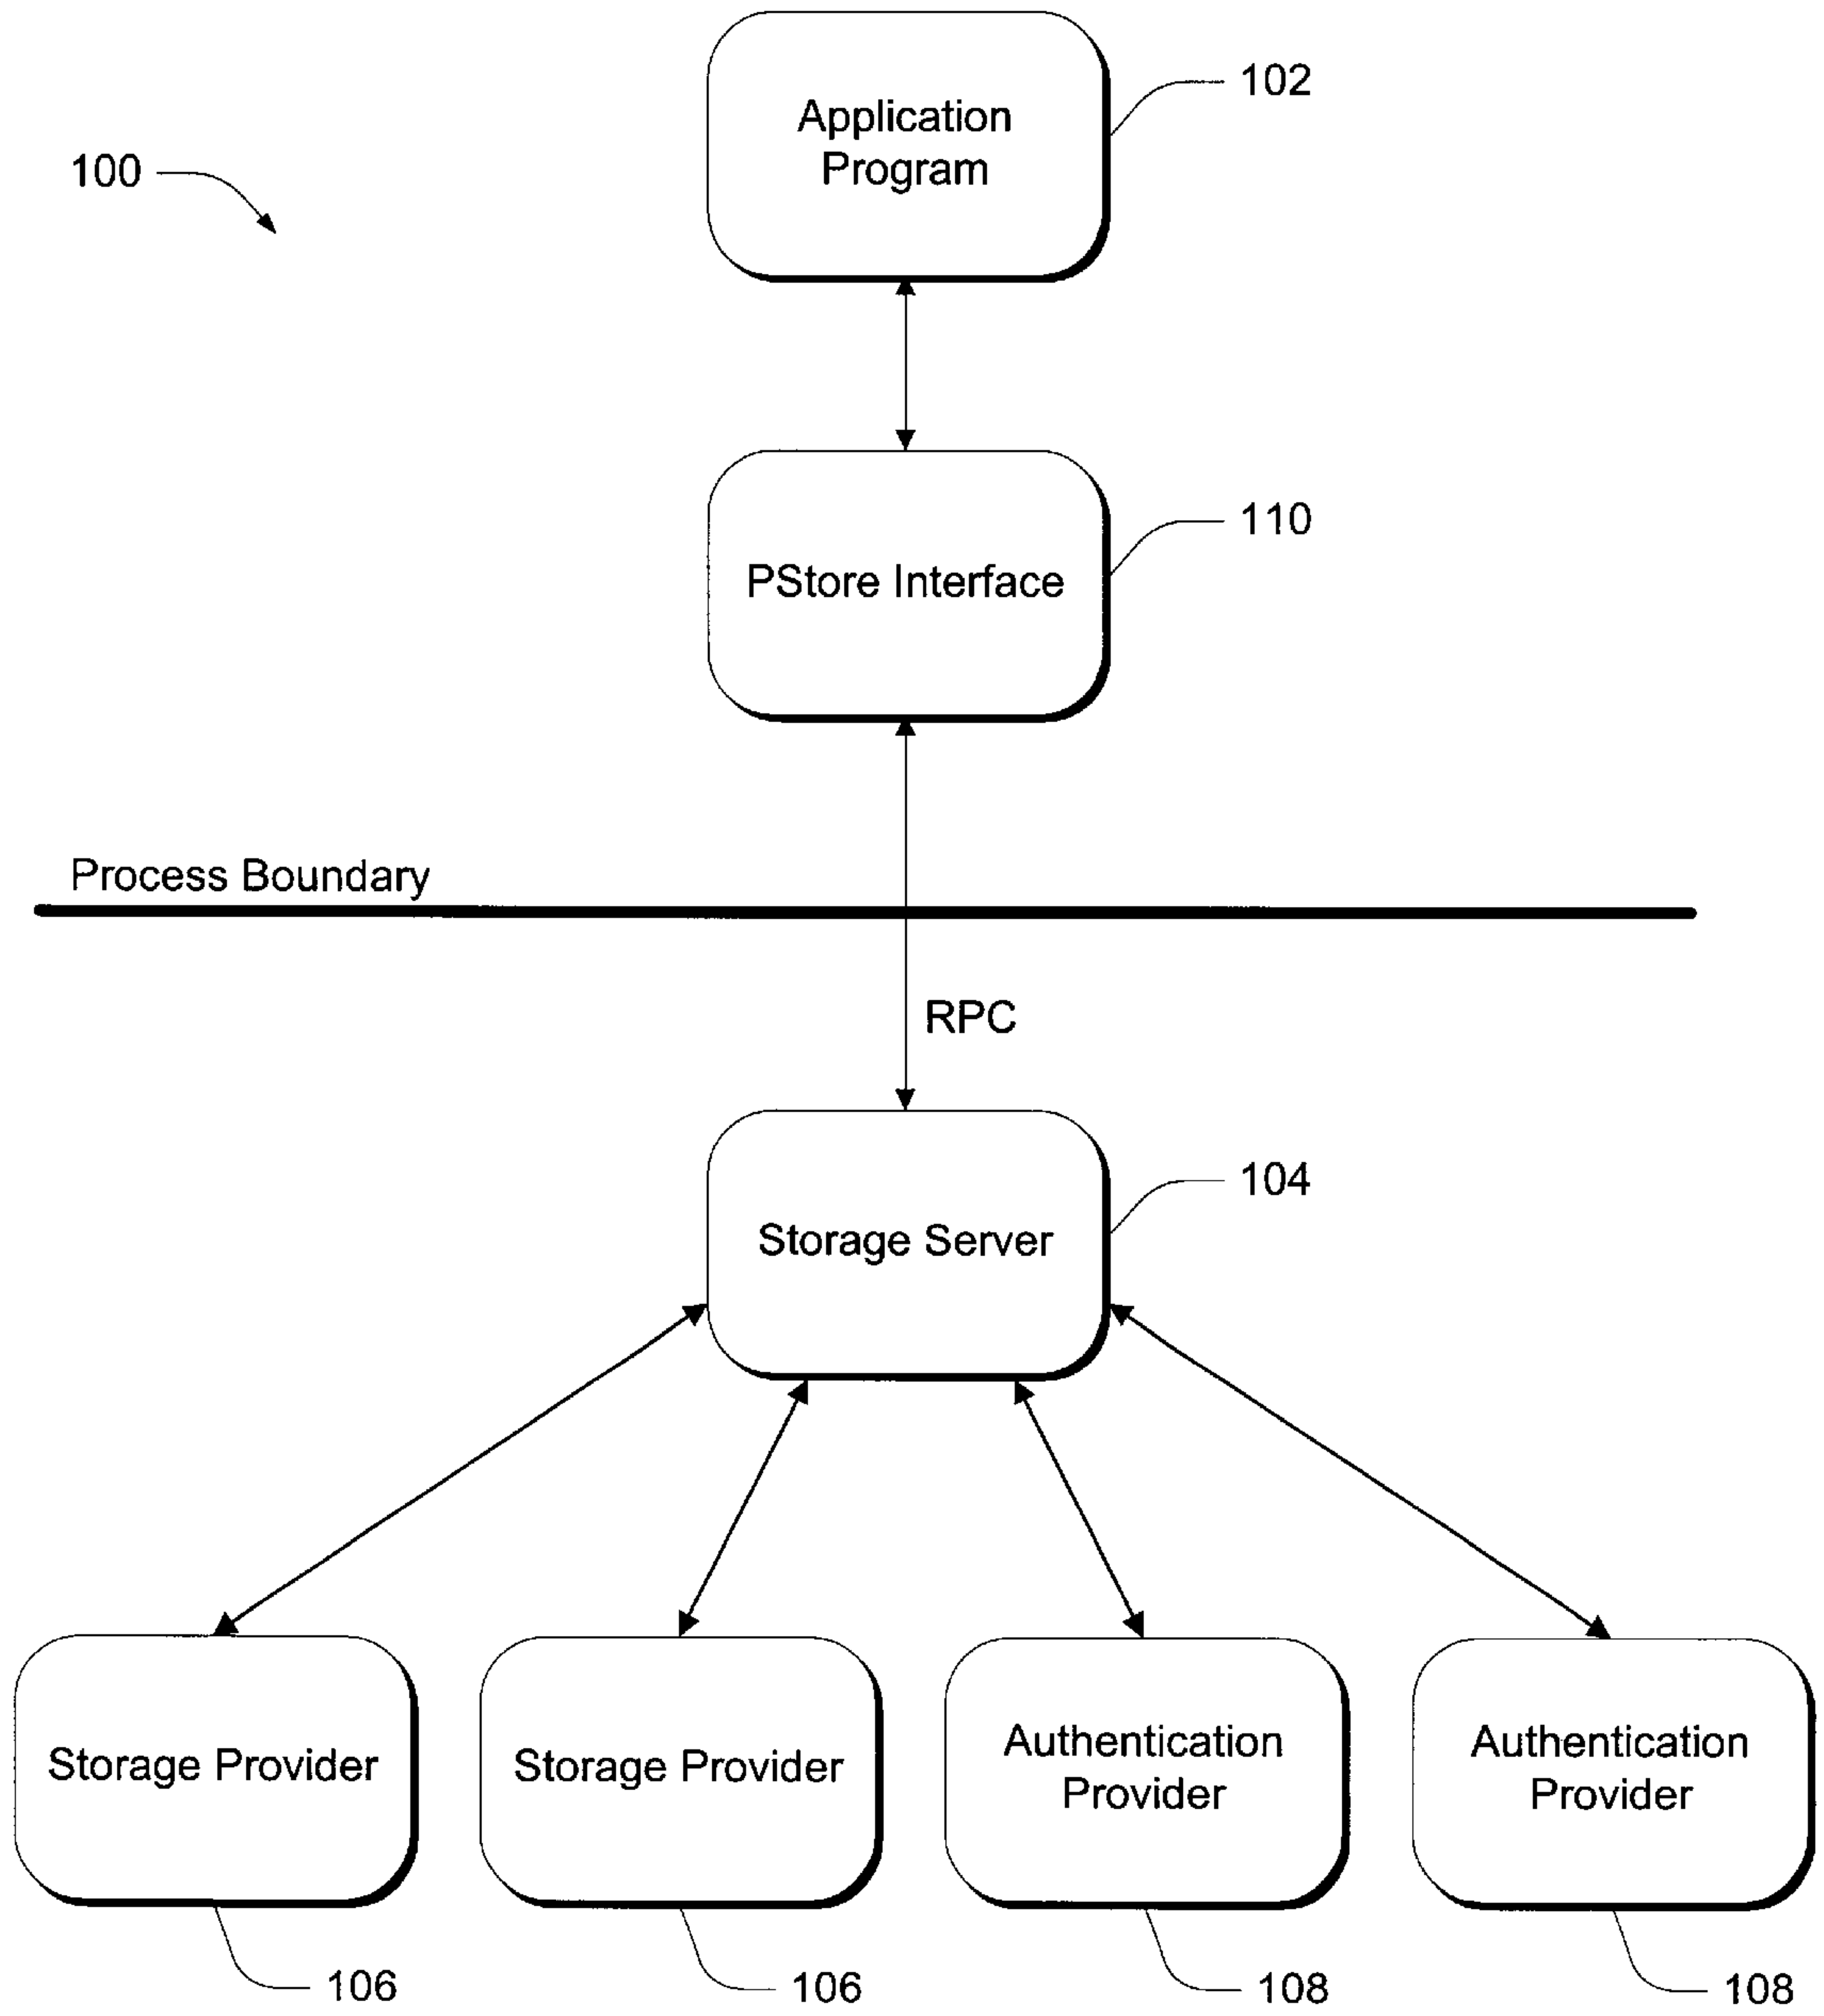 102
Application
Program
100
110
PStore Interface
Process Boundary
RPC
104
Storage Server
Storage Provider
Storage Provider
Authentication
Provider
Authentication
Provider
106
106
108
108